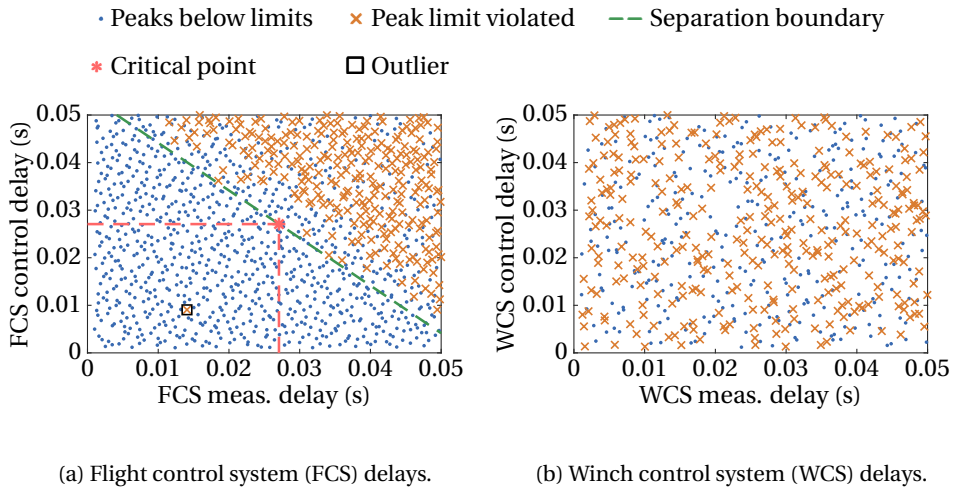 Peaks below limits Peak limit violated Separation boundary
Critical point Outlier
0.05 0.04 0.03 0.02 0.01 0
FCS control delay (s)
0 0.01 0.02 0.03 0.04 0.05
FCS meas. delay (s)
0.05 0.04 0.03 0.02 0.01 0
WCS control delay (s)
0 0.01 0.02 0.03 0.04 0.05
WCS meas. delay (s)
(a) Flight control system (FCS) delays.
(b) Winch control system (WCS) delays.